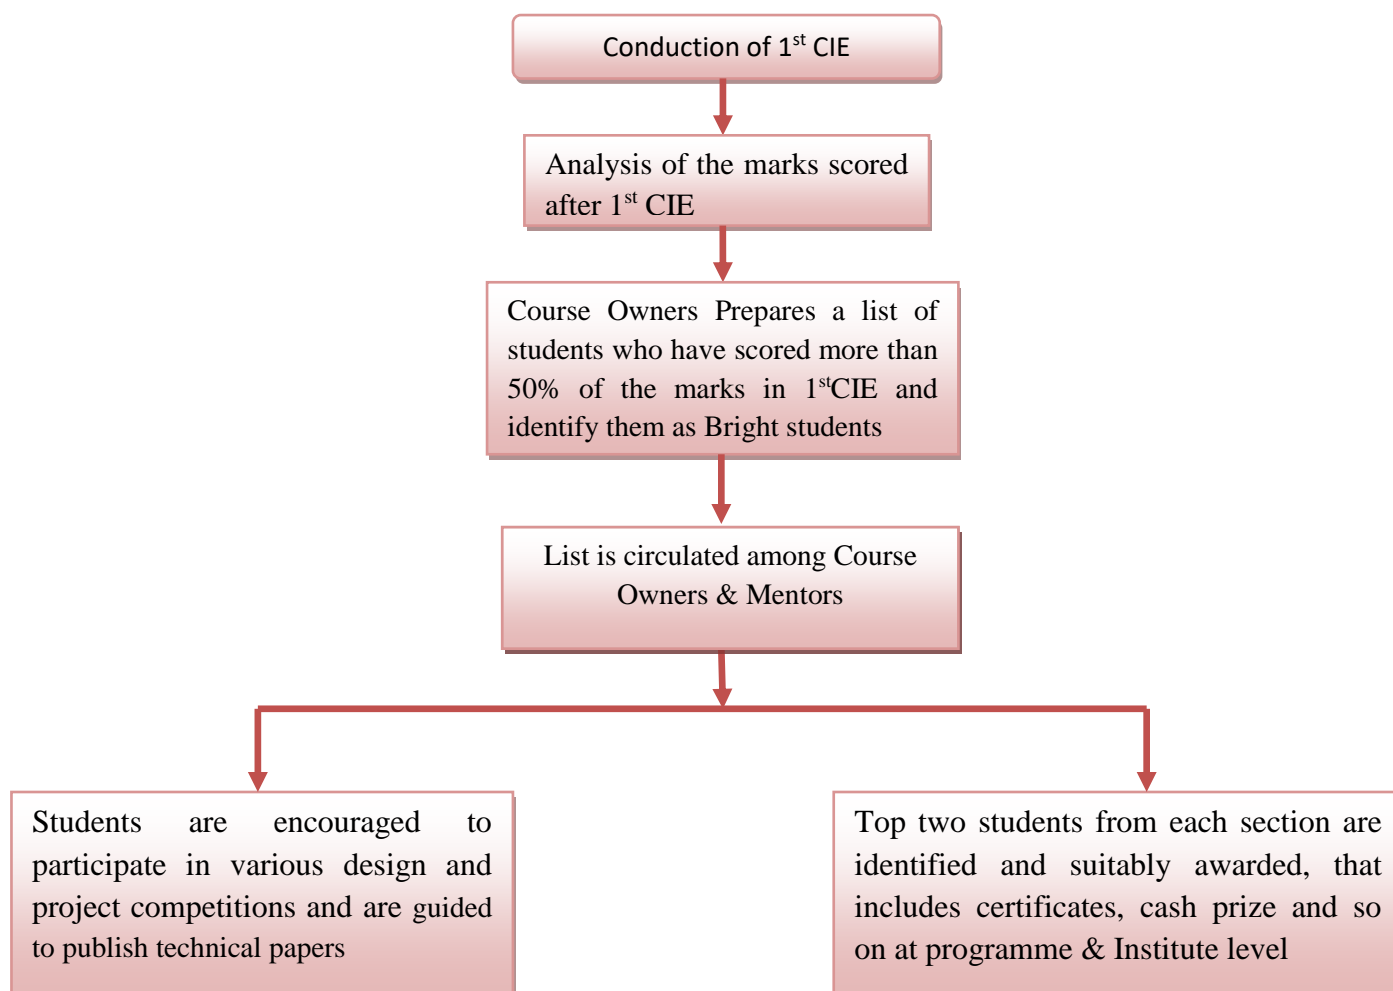 Conduction of 1st CIE
Analysis of the marks scored
after 1st CIE
Course Owners Prepares a list of
students who have scored more than
50% of the marks in 1stCIE and
identify them as Bright students
List is circulated among Course
Owners & Mentors
Students are encouraged to
participate in various design and
project competitions and are guided
to publish technical papers
Top two students from each section are
identified and suitably awarded, that
includes certificates, cash prize and so
on at programme & Institute level